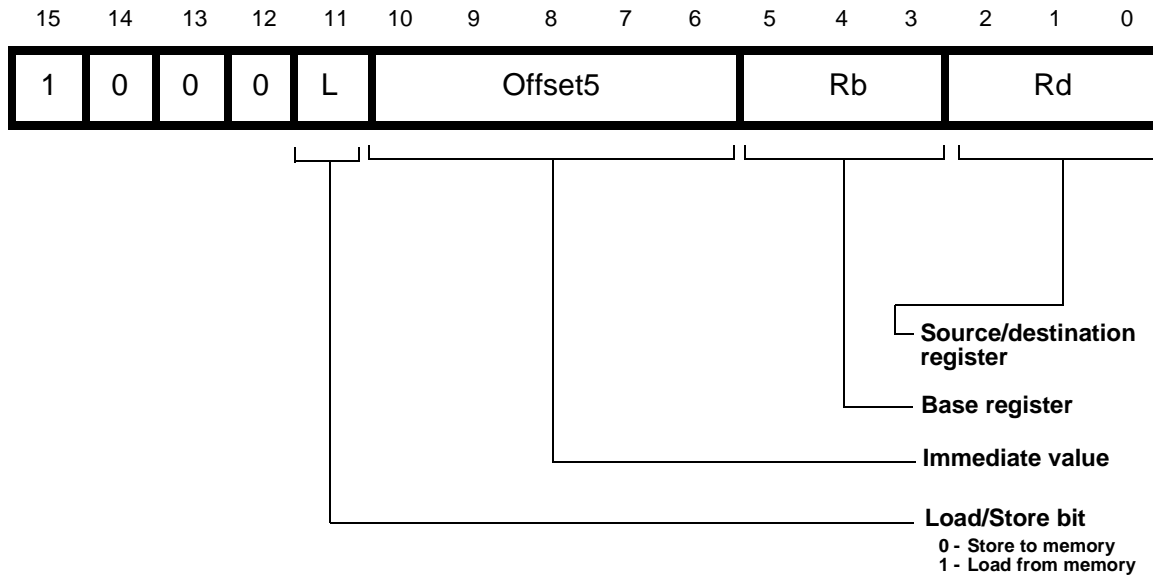 15 14 13 12 11 10 9 8 7 6 5 4 3 2 1 0
1 0 0 0 L Offset5 Rb Rd
Source/destination
register
Base register
Immediate value
Load/Store bit
0 - Store to memory
1 - Load from memory